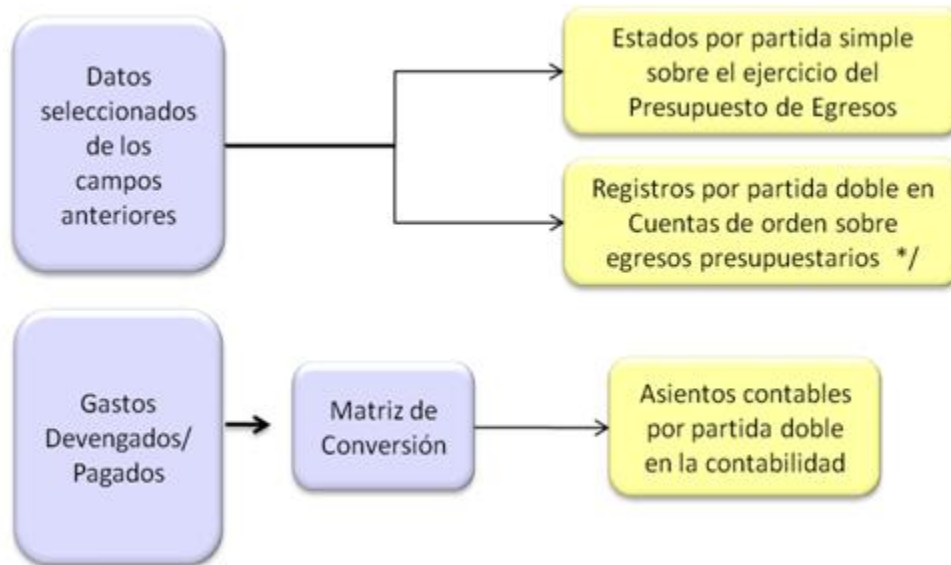 Datos
seleccionados
de los
campos
anteriores
Estados por partida simple
sobre el ejercicio del
Presupuesto de Egresos
Registros por partida doble en
Cuentas de orden sobre
egresos presupuestarios */
Gastos
Devengados/
Pagados
Matriz de
Conversión
Asientos contables
por partida doble
en la contabilidad